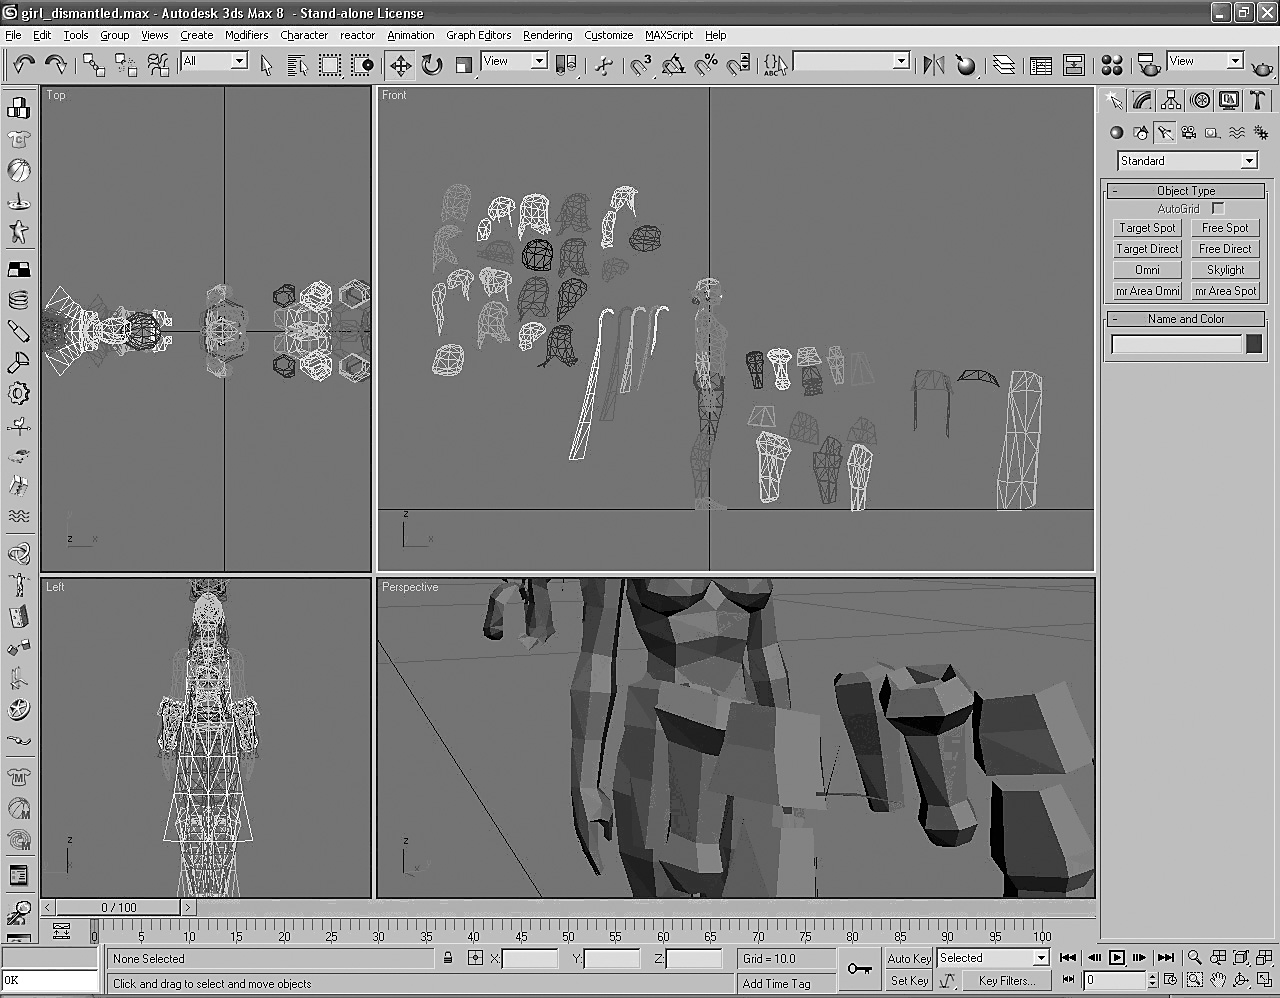 girl_dismantled.max - Autodesk 3ds Max 8 - Stand-alone License
File Edit Tools Group Views Create Modifiers Character reactor Animation Graph Editors Rendering Customize MAXScript Help
All View 3 % ABC View
Top
Front
Standard
- Object Type
AutoGrid
Target Spot Free Spot
Target Direct Free Direct
Omni Skylight
mr Area Omni mr Area Spot
- Name and Color
z x
z x
Left
Perspective
z
z
< 0 / 100 >
0 5 10 15 20 25 30 35 40 45 50 55 60 65 70 75 80 85 90 95 100
None Selected X: Y: Z: Grid = 10.0 Auto Key Selected
OK Click and drag to select and move objects Add Time Tag Set Key Key Filters... 0